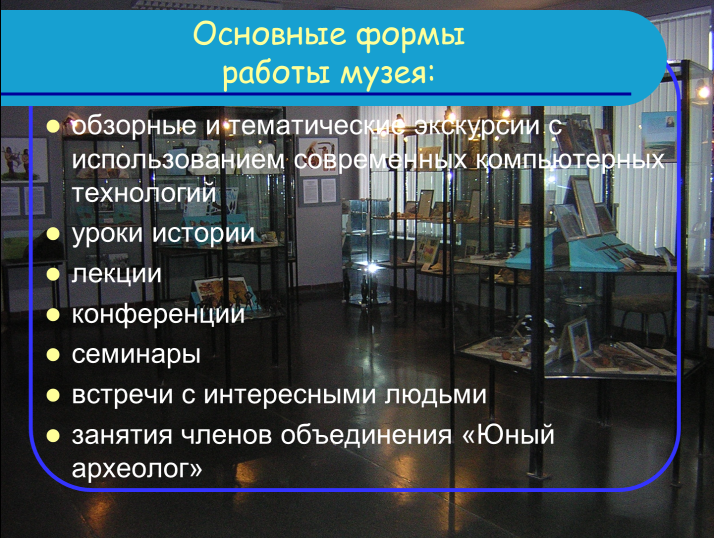 Основные формы
работы музея:
обзорные и тематические экскурсии с
использованием современных компьютерных
технологий
уроки истории
лекции
конференции
семинары
встречи с интересными людьми
занятия членов объединения «Юный
археолог»